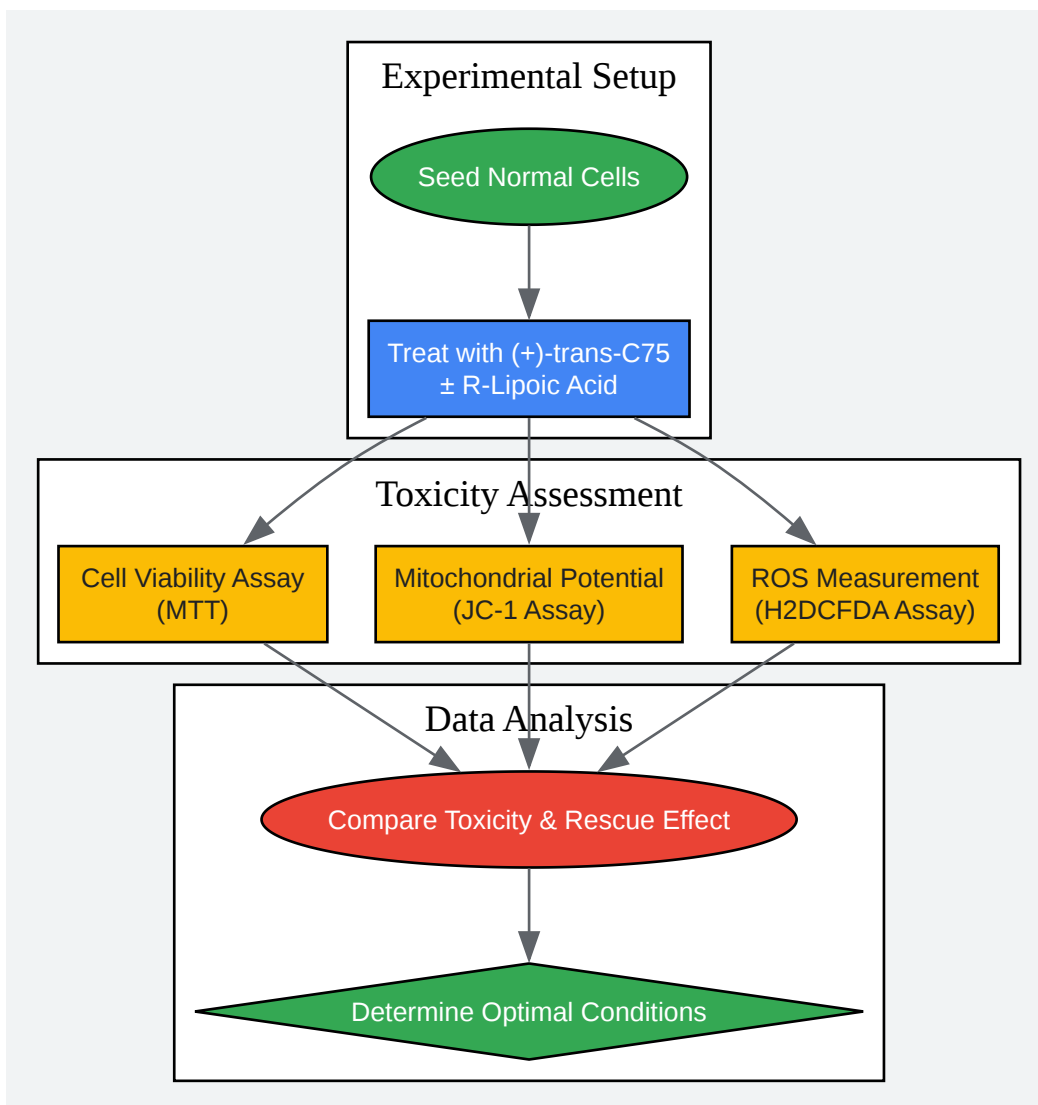 Experimental Setup
Seed Normal Cells
Treat with (+)-trans-C75
± R-Lipoic Acid
Toxicity Assessment
Cell Viability Assay
(MTT)
Mitochondrial Potential
(JC-1 Assay)
ROS Measurement
(H2DCFDA Assay)
Data Analysis
Compare Toxicity & Rescue Effect
Determine Optimal Conditions